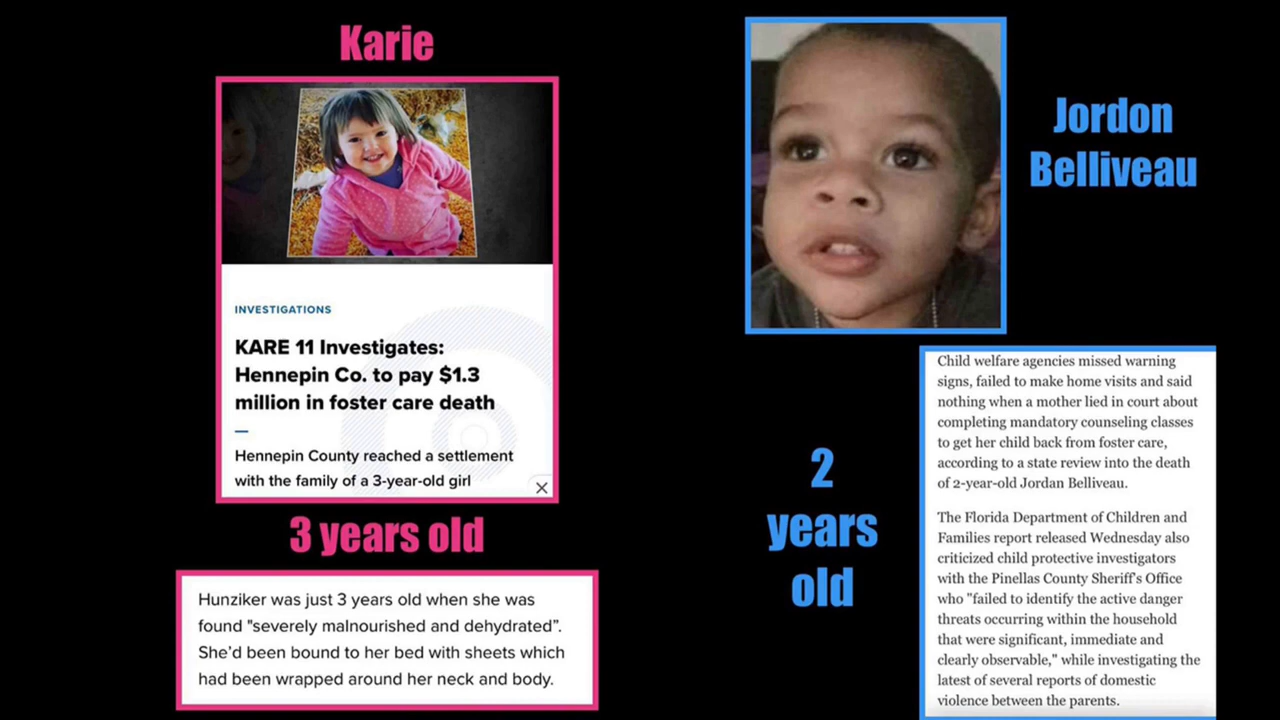 Karie
INVESTIGATIONS
KARE 11 Investigates:
Hennepin Co. to pay $1.3
million in foster care death
Hennepin County reached a settlement
with the family of a 3-year-old girl
3 years old
Hunziker was just 3 years old when she was
found "severely malnourished and dehydrated”.
She’d been bound to her bed with sheets which
had been wrapped around her neck and body.
Jordon
Belliveau
2
years
old
Child welfare agencies missed warning
signs, failed to make home visits and said
nothing when a mother lied in court about
completing mandatory counseling classes
to get her child back from foster care,
according to a state review into the death
of 2-year-old Jordan Belliveau.
The Florida Department of Children and
Families report released Wednesday also
criticized child protective investigators
with the Pinellas County Sheriff's Office
who "failed to identify the active danger
threats occurring within the household
that were significant, immediate and
clearly observable," while investigating the
latest of several reports of domestic
violence between the parents.